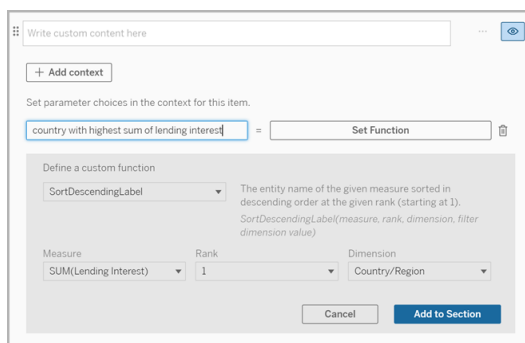 Write custom content here
+ Add context
Set parameter choices in the context for this item.
country with highest sum of lending interest = Set Function
Define a custom function
SortDescendingLabel
The entity name of the given measure sorted in
descending order at the given rank (starting at 1).
SortDescendingLabel(measure, rank, dimension, filter
dimension value)
Measure Rank Dimension
SUM(Lending Interest) 1 Country/Region
Cancel Add to Section